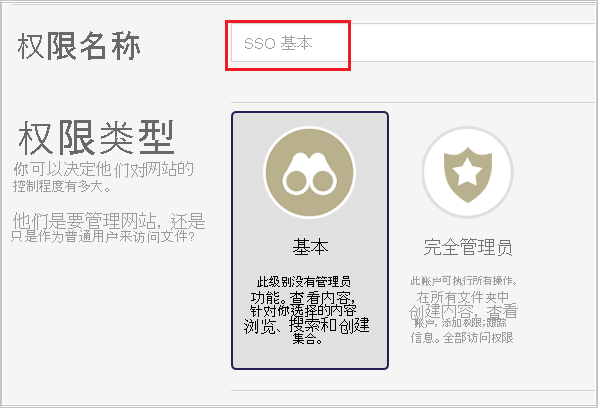 权限名称
SSO 基本
权限类型
你可以决定他们对网站的
控制程度有多大。
他们是要管理网站，还是
只是作为普通用户来访问文件?
基本
此级别没有管理员
功能。查看内容，
针对你选择的内容
浏览、搜索和创建
集合。
完全管理员
此帐户可执行所有操作。
在所有文件夹中
创建内容，查看
帐户，添加权限;跟踪
信息。全部访问权限